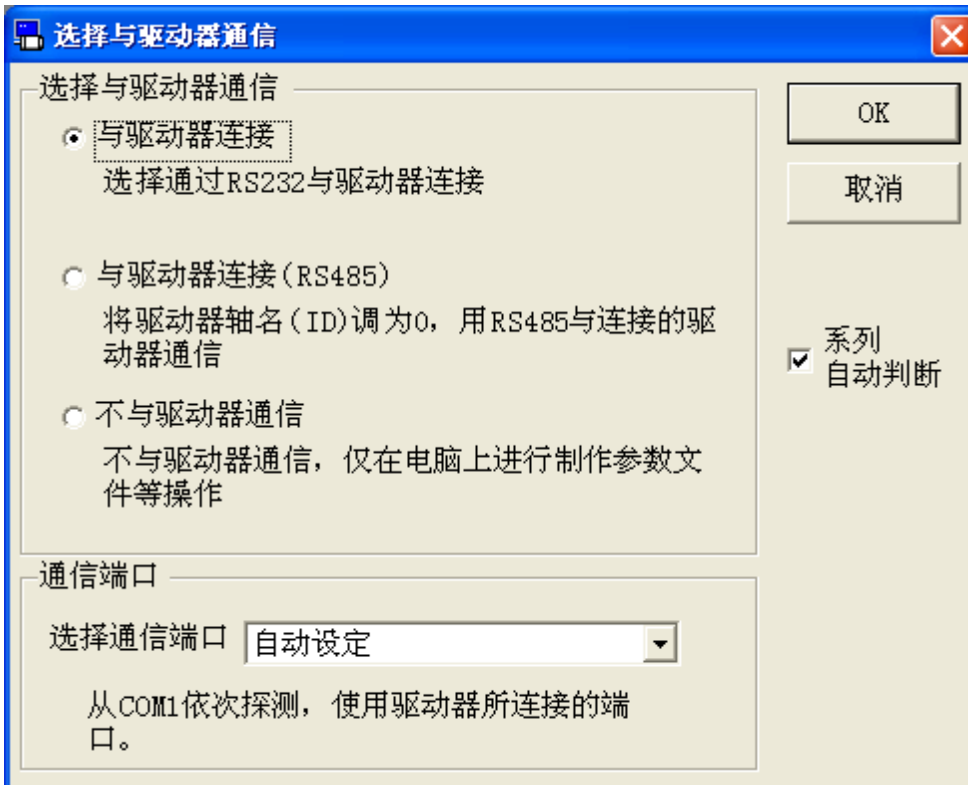 选择与驱动器通信
选择与驱动器通信
与驱动器连接
选择通过RS232与驱动器连接
与驱动器连接(RS485)
将驱动器轴名(ID)调为0，用RS485与连接的驱
动器通信
不与驱动器通信
不与驱动器通信，仅在电脑上进行制作参数文
件等操作
OK
取消
系列
自动判断
通信端口
选择通信端口 自动设定
从COM1依次探测，使用驱动器所连接的端
口。